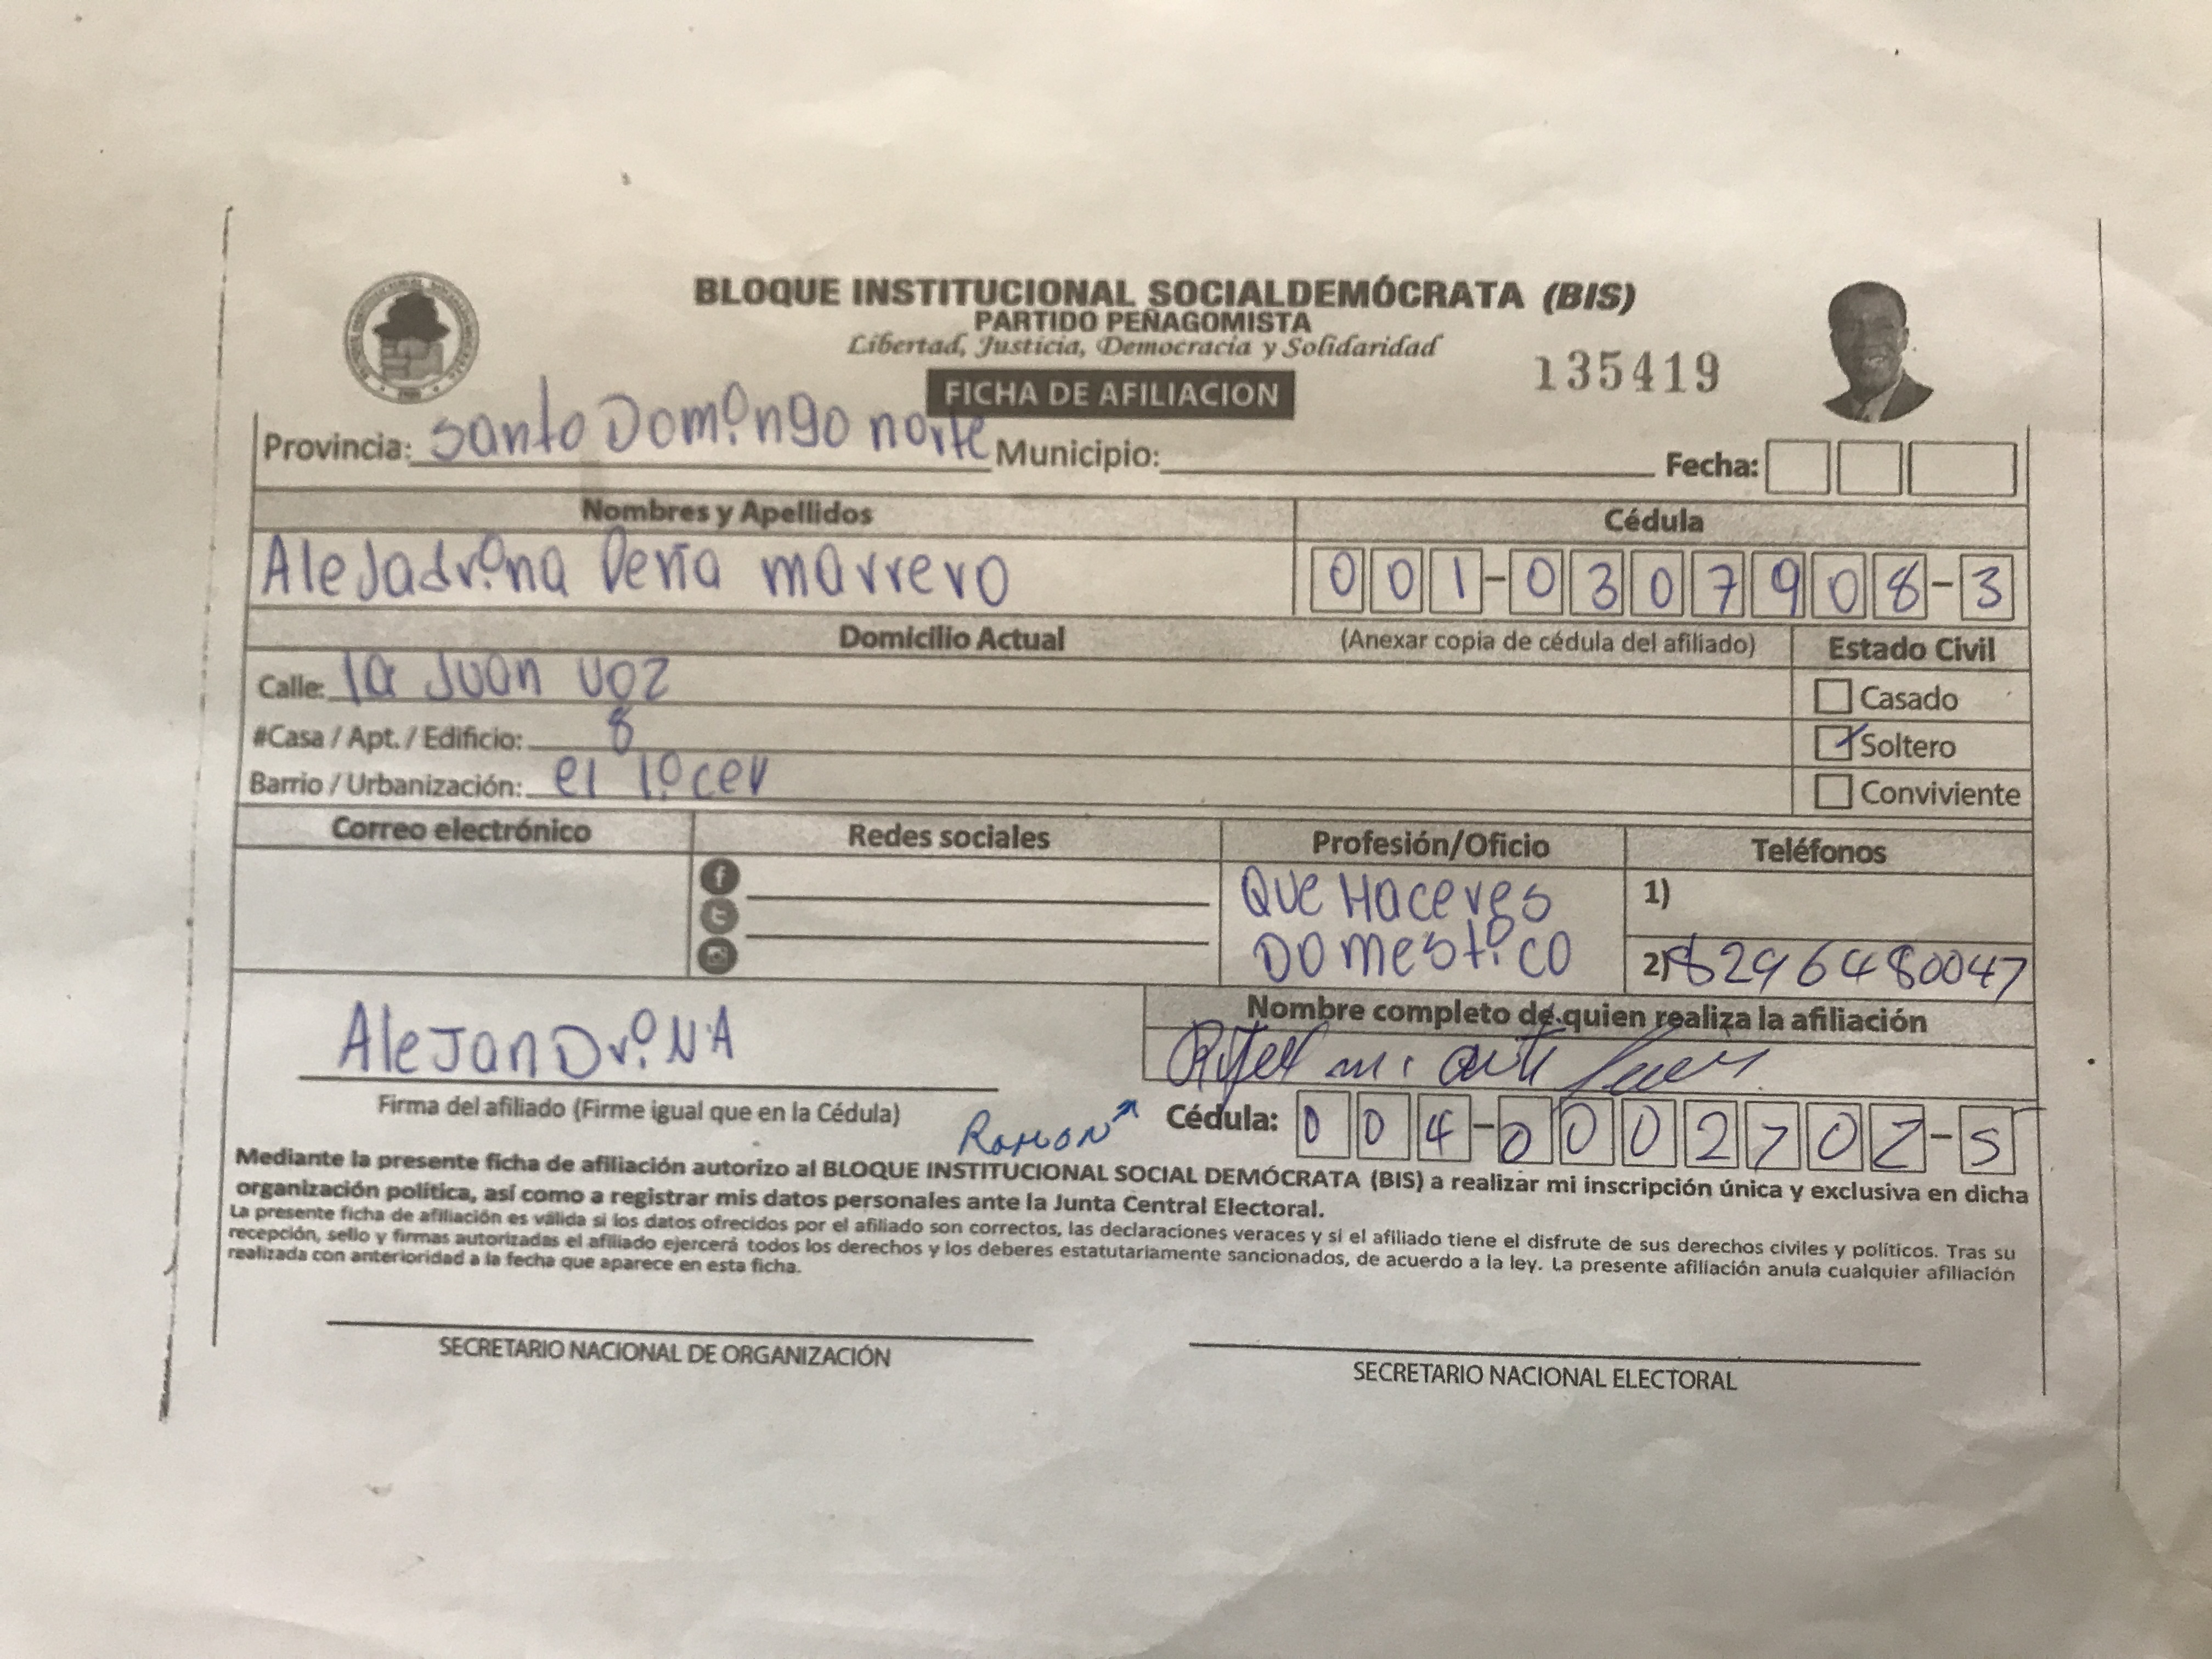 BLOQUE INSTITUCIONAL SOCIALDEMÓCRATA (BIS)
PARTIDO PEÑAGOMISTA
Libertad, Justicia, Democracia y Solidaridad
135419
FICHA DE AFILIACION
Provincia: Santo Domingo norte Municipio: Fecha:
Nombres y Apellidos Cédula
AleJadrina Peña marrero 001-0307908-3
Domicilio Actual (Anexar copia de cédula del afiliado) Estado Civil
Calle: la Juan
Casado
#Casa / Apt. / Edificio: 8
Soltero
Barrio / Urbanización: el licer
Conviviente
Correo electrónico Redes sociales Profesión/Oficio Teléfonos
Que Haceres
Domestico
1)
2) 8296480047
Nombre completo de quien realiza la afiliación
AleJanDriNA
Firma del afiliado (Firme igual que en la Cédula)
Ramon
Cédula: 004-0002702-5
Mediante la presente ficha de afiliación autorizo al BLOQUE INSTITUCIONAL SOCIAL DEMÓCRATA (BIS) a realizar mi inscripción única y exclusiva en dicha
organización política, así como a registrar mis datos personales ante la Junta Central Electoral.
La presente ficha de afiliación es válida si los datos ofrecidos por el afiliado son correctos, las declaraciones veraces y si el afiliado tiene el disfrute de sus derechos civiles y políticos. Tras su
recepción, sello y firmas autorizadas el afiliado ejercerá todos los derechos y los deberes estatutariamente sancionados, de acuerdo a la ley. La presente afiliación anula cualquier afiliación
realizada con anterioridad a la fecha que aparece en esta ficha.
SECRETARIO NACIONAL DE ORGANIZACIÓN
SECRETARIO NACIONAL ELECTORAL